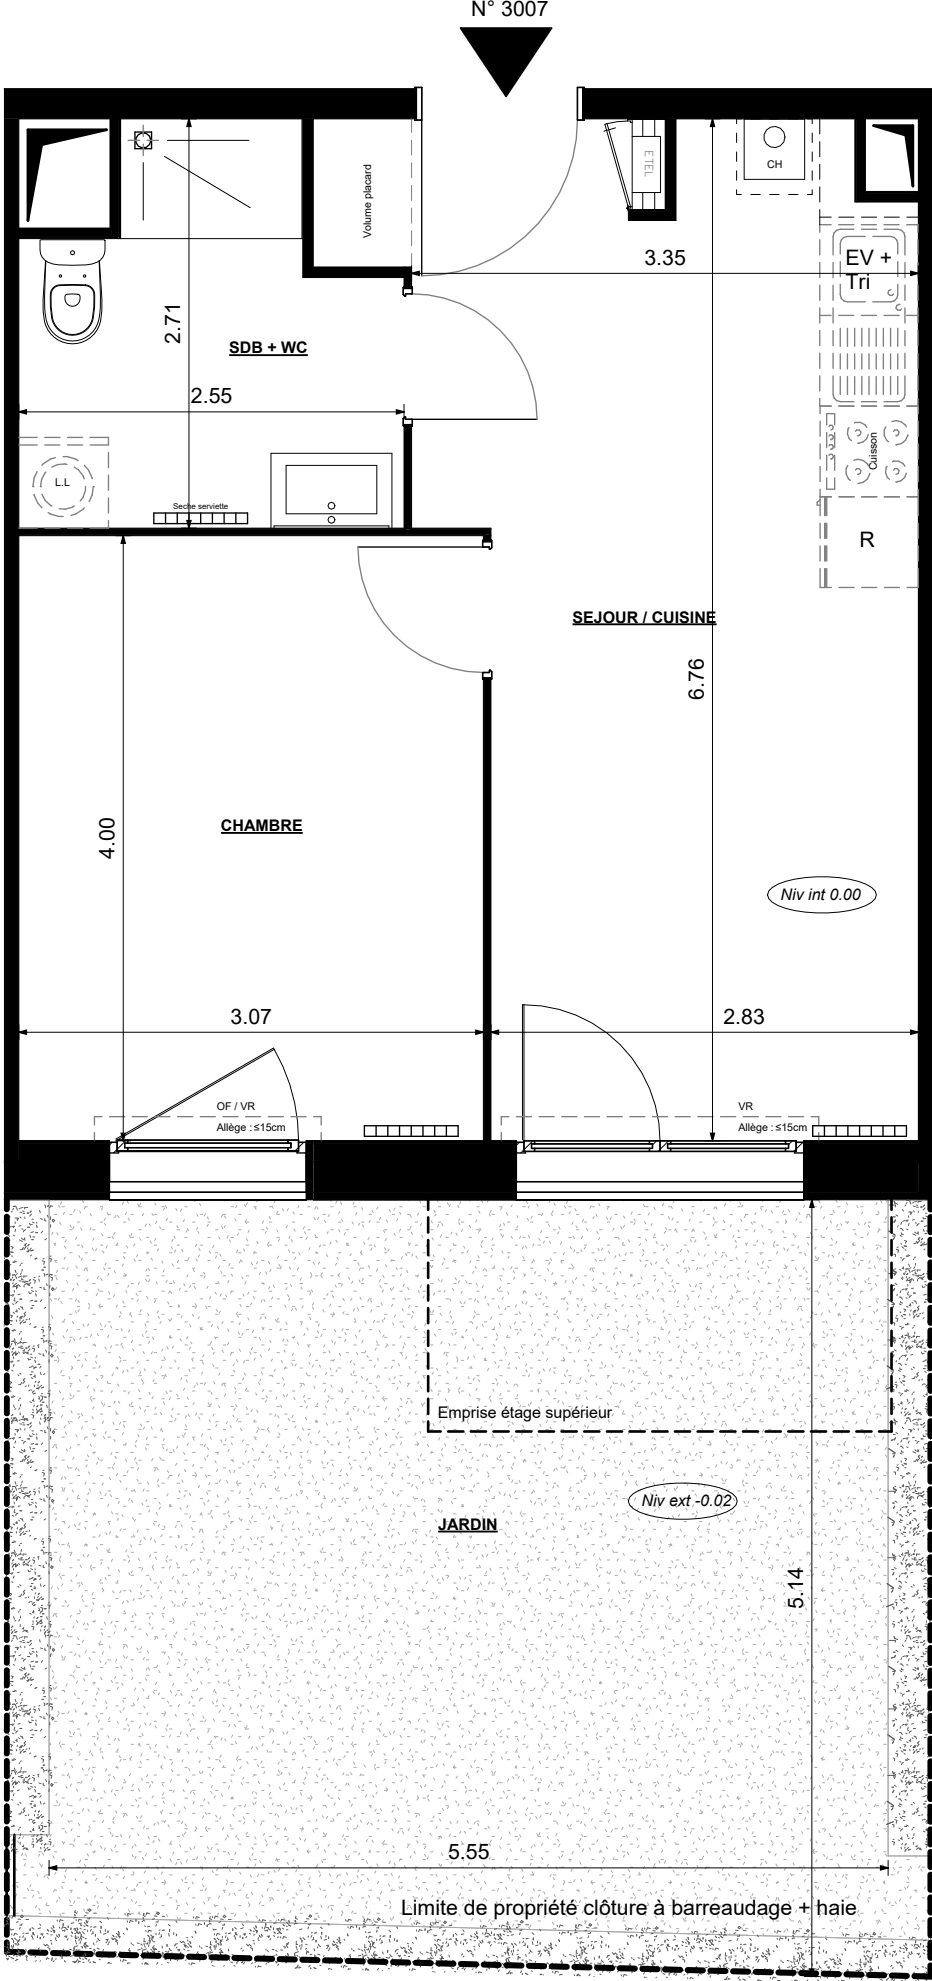 N° 3007
Volume placard
ETEL
CH
3.35
EV +
Tri
2.71
SDB + WC
2.55
Cuisson
L.L
Seche serviette
R
SEJOUR / CUISINE
6.76
CHAMBRE
4.00
Niv int 0.00
3.07
2.83
OF / VR
Allège : ≤15cm
VR
Allège : ≤15cm
Emprise étage supérieur
Niv ext -0.02
JARDIN
5.14
5.55
Limite de propriété clôture à barreaudage + haie